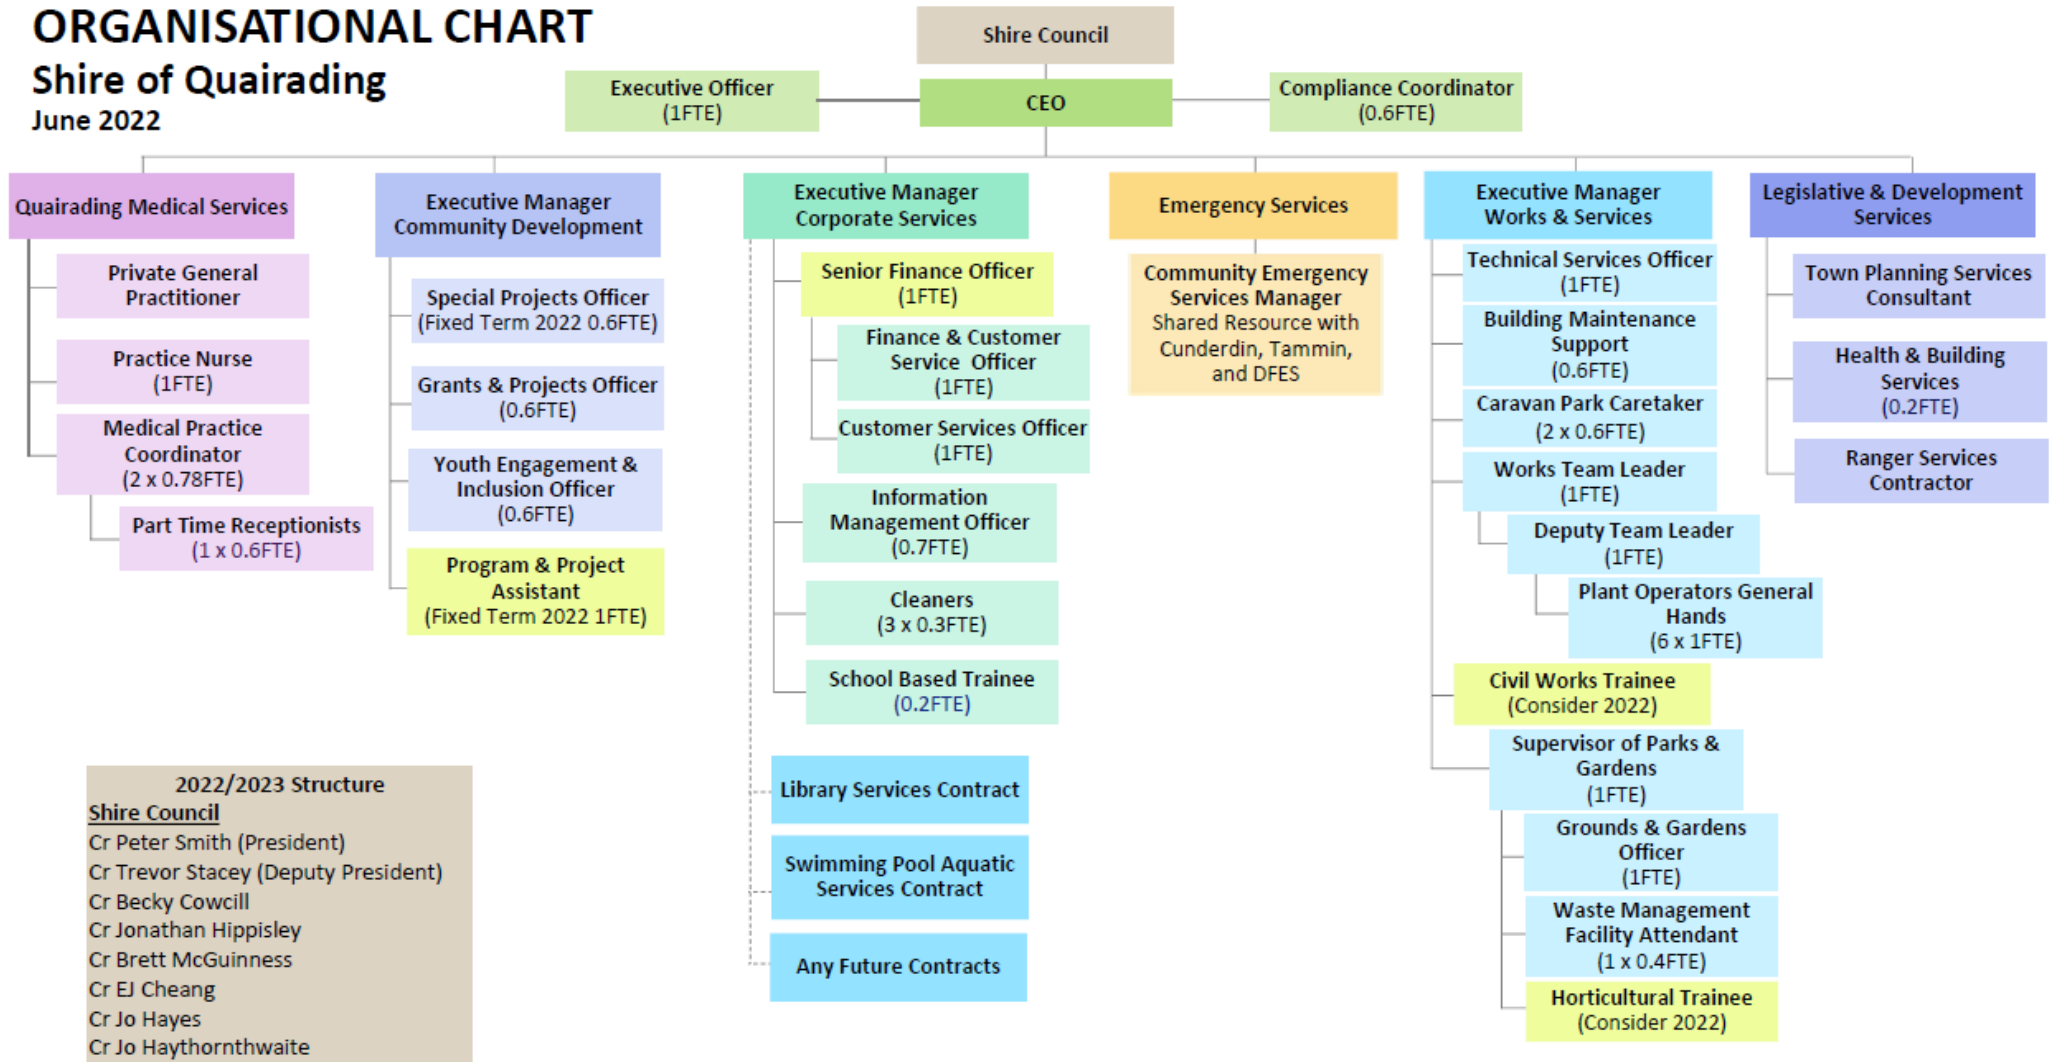 ORGANISATIONAL CHART
Shire of Quairading
June 2022
Shire Council
Executive Officer
(1FTE)
CEO
Compliance Coordinator
(0.6FTE)
Quairading Medical Services
Private General
Practitioner
Practice Nurse
(1FTE)
Medical Practice
Coordinator
(2 x 0.78FTE)
Part Time Receptionists
(1 x 0.6FTE)
Executive Manager
Community Development
Special Projects Officer
(Fixed Term 2022 0.6FTE)
Grants & Projects Officer
(0.6FTE)
Youth Engagement &
Inclusion Officer
(0.6FTE)
Program & Project
Assistant
(Fixed Term 2022 1FTE)
Executive Manager
Corporate Services
Senior Finance Officer
(1FTE)
Finance & Customer
Service Officer
(1FTE)
Customer Services Officer
(1FTE)
Information
Management Officer
(0.7FTE)
Cleaners
(3 x 0.3FTE)
School Based Trainee
(0.2FTE)
Library Services Contract
Swimming Pool Aquatic
Services Contract
Any Future Contracts
Emergency Services
Community Emergency
Services Manager
Shared Resource with
Cunderdin, Tammin,
and DFES
Executive Manager
Works & Services
Technical Services Officer
(1FTE)
Building Maintenance
Support
(0.6FTE)
Caravan Park Caretaker
(2 x 0.6FTE)
Works Team Leader
(1FTE)
Deputy Team Leader
(1FTE)
Plant Operators General
Hands
(6 x 1FTE)
Civil Works Trainee
(Consider 2022)
Supervisor of Parks &
Gardens
(1FTE)
Grounds & Gardens
Officer
(1FTE)
Waste Management
Facility Attendant
(1 x 0.4FTE)
Horticultural Trainee
(Consider 2022)
Legislative & Development
Services
Town Planning Services
Consultant
Health & Building
Services
(0.2FTE)
Ranger Services
Contractor
2022/2023 Structure
Shire Council
Cr Peter Smith (President)
Cr Trevor Stacey (Deputy President)
Cr Becky Cowcill
Cr Jonathan Hippisley
Cr Brett McGuinness
Cr EJ Cheang
Cr Jo Hayes
Cr Jo Haythornthwaite